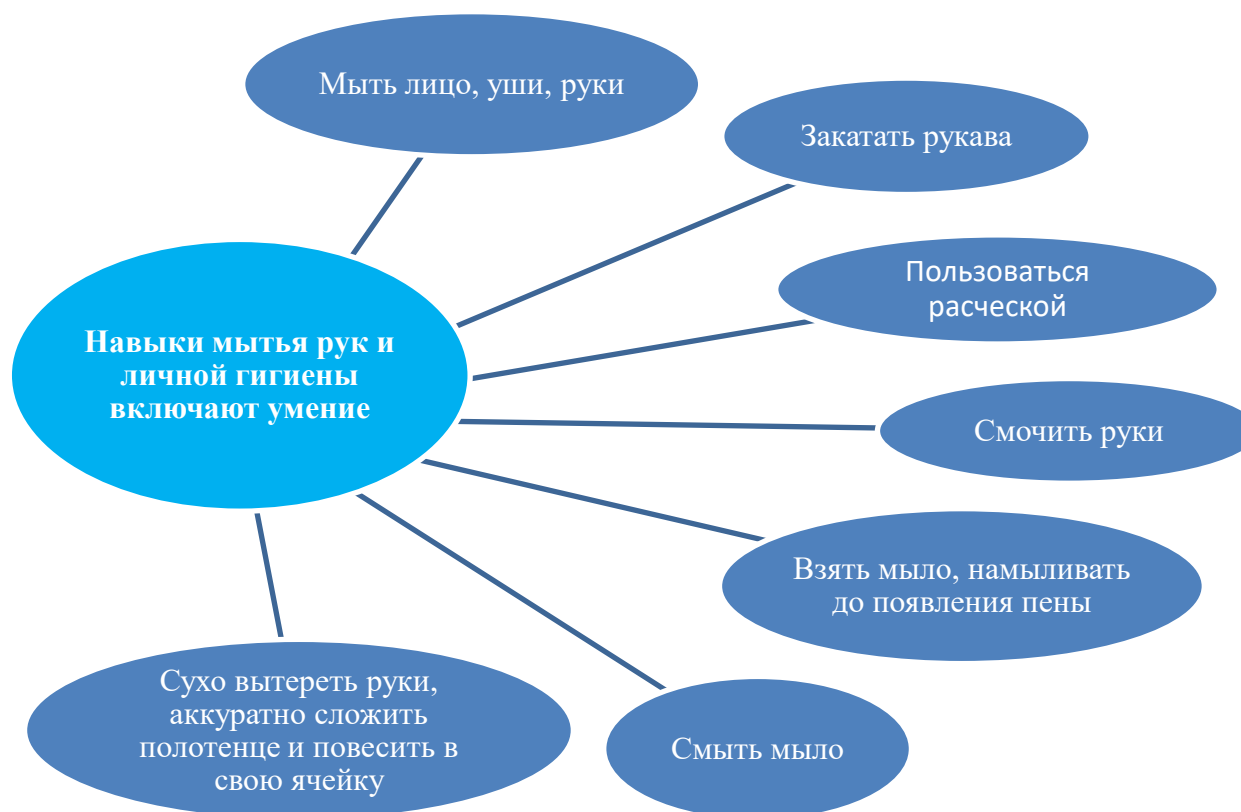 Мыть лицо, уши, руки
Закатать рукава
Пользоваться
расческой
Навыки мытья рук и
личной гигиены
включают умение
Смочить руки
Взять мыло, намыливать
до появления пены
Сухо вытереть руки,
аккуратно сложить
полотенце и повесить в
свою ячейку
Смыть мыло